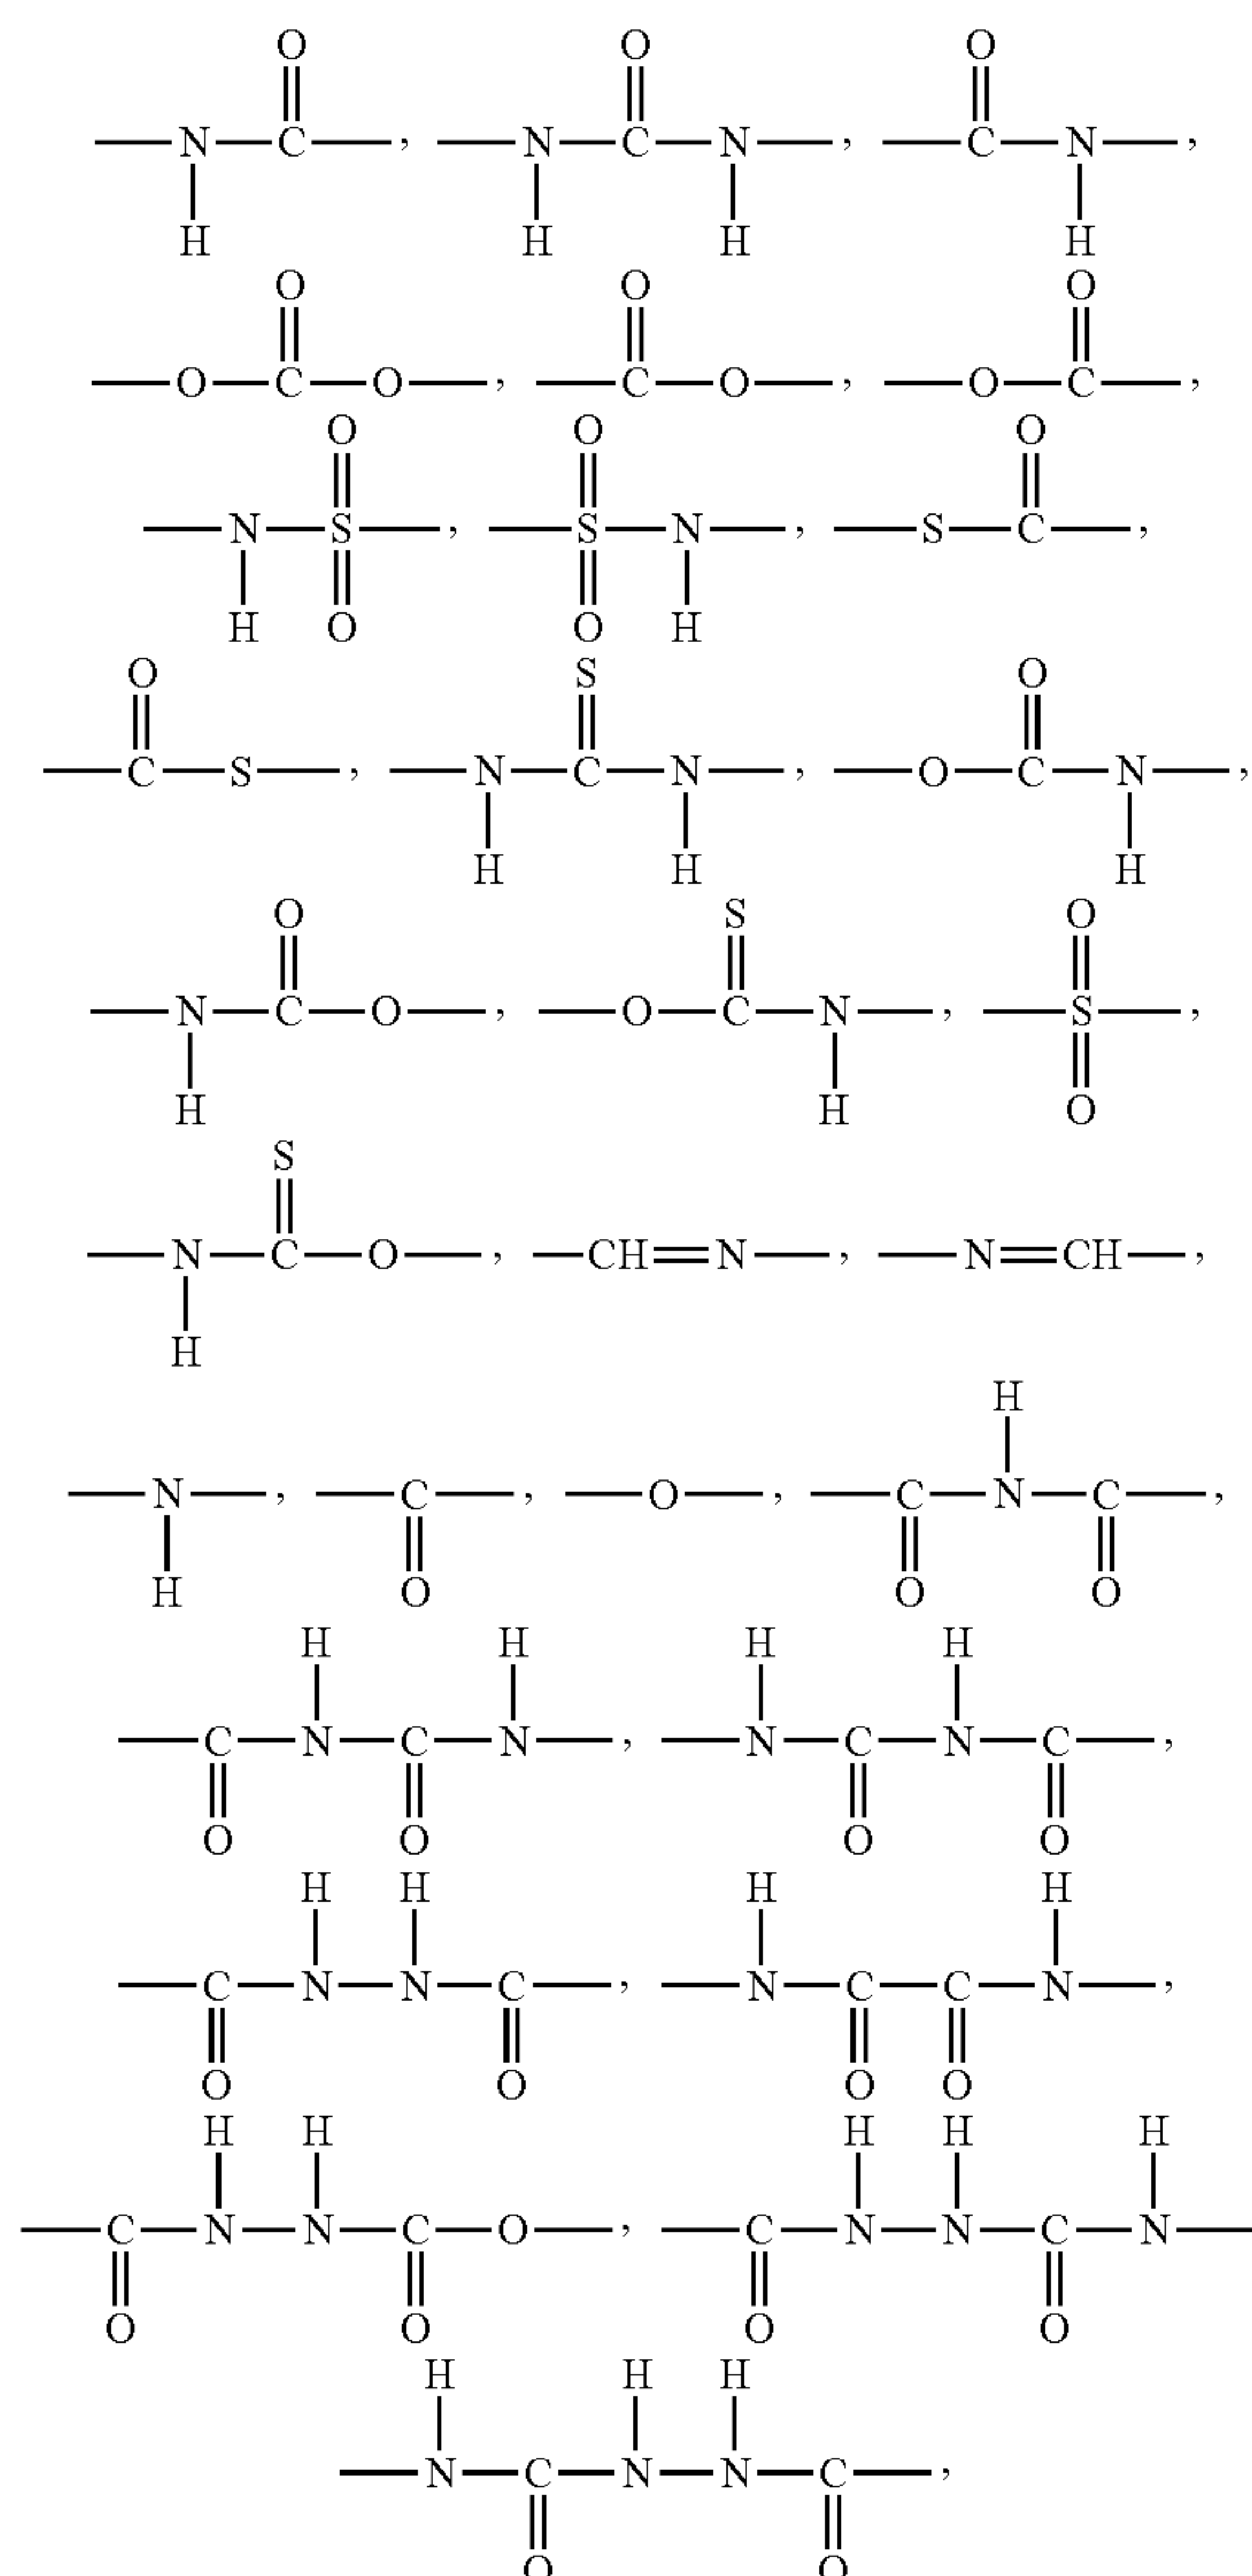 O O O
N C , N C N , C N ,
H H H H
O O O
O C O , C O , O C ,
O O O
N S , S N , S C ,
H O O H
O S O
C S , N C N , O C N ,
H H H
O S O
N C O , O C N , S ,
H H O
S
N C O , CH N , N CH ,
H
H
N , C , O , C N C ,
H O O O
H H H H
C N C N , N C N C ,
O O O O
H H H H
C N N C , N C C N ,
O O O O
H H H H H
C N N C O , C N N C N
O O O O
H H H
N C N N C ,
O O